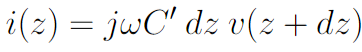 i(z) = jωC′ dz v(z + dz)